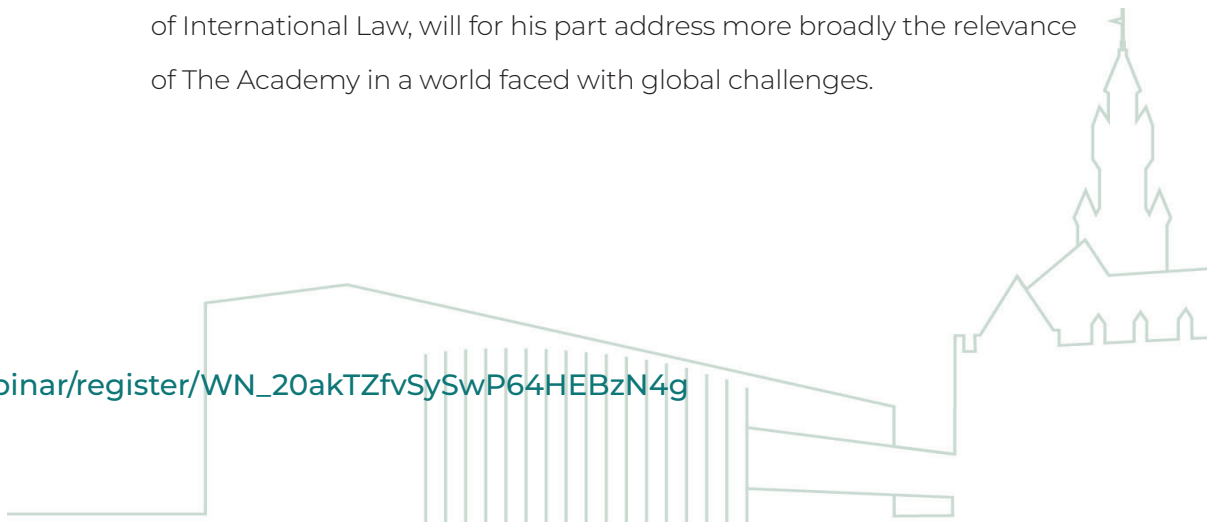 of International Law, will for his part address more broadly the relevance
of The Academy in a world faced with global challenges.
binar/register/WN_20akTZfvSySwP64HEBzN4g